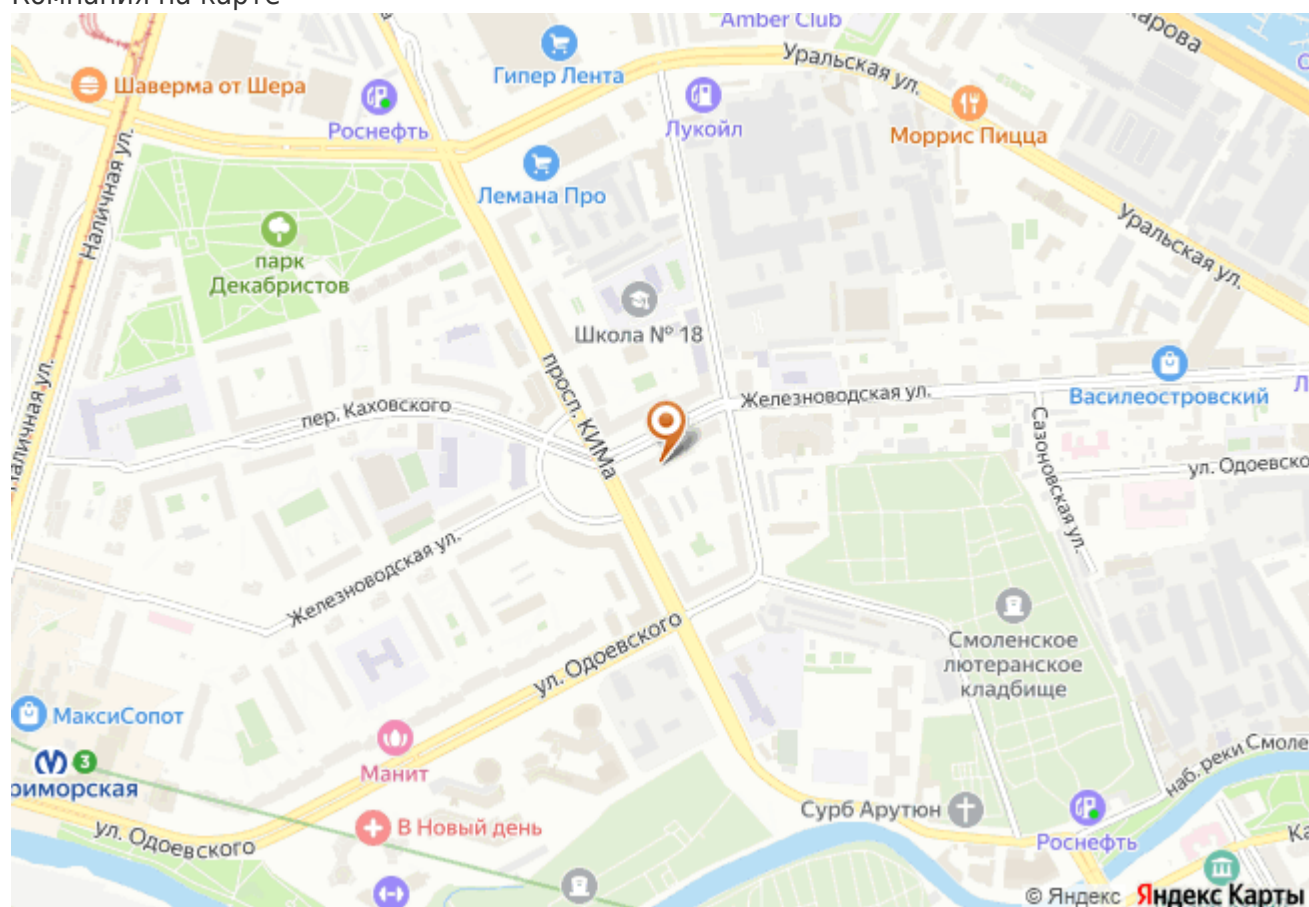 Компания на карте
Amber Club
Гипер Лента
Уральская ул.
Шаверма от Шера
Роснефть
Лукойл
Моррис Пицца
Наличная ул.
Лемана Про
Уральская ул.
парк
Декабристов
Школа № 18
просп. КИМа
Железноводская ул.
Василеостровский
пер. Каховского
Наличная ул.
Сазоновская ул.
Железноводская ул.
Смоленское
лютеранское
кладбище
ул. Одоевского
МаксиСопот
3
Манит
наб. реки
Сурб Арутюн
В Новый день
ул. Одоевского
Роснефть
© Яндекс Яндекс Карты